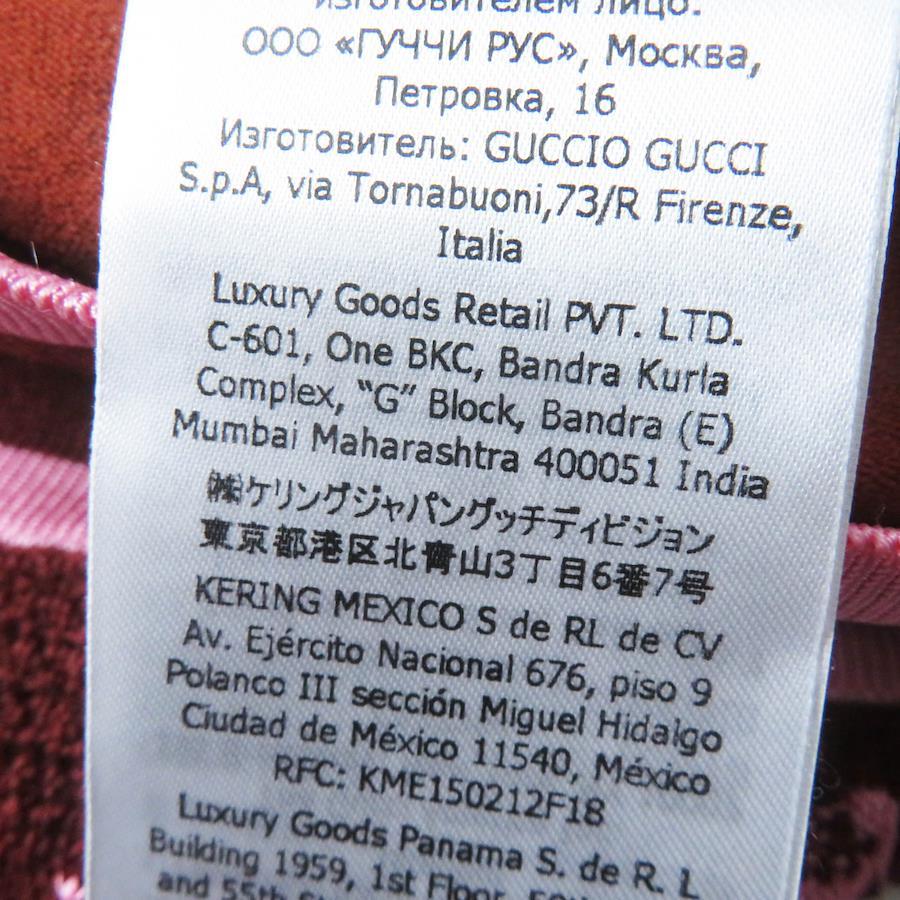 изготовителем лицо:
ООО «ГУЧЧИ РУС», Москва,
Петровка, 16
Изготовитель: GUCCIO GUCCI
S.p.A, via Tornabuoni,73/R Firenze,
Italia
Luxury Goods Retail PVT. LTD.
C-601, One BKC, Bandra Kurla
Complex, “G” Block, Bandra (E)
Mumbai Maharashtra 400051 India
㈱ケリングジャパングッチディビジョン
東京都港区北青山3丁目6番7号
KERING MEXICO S de RL de CV
Av. Ejército Nacional 676, piso 9
Polanco III sección Miguel Hidalgo
Ciudad de México 11540, México
RFC: KME150212F18
Luxury Goods Panama S. de R. L
Building 1959, 1st Floor,
and 55th